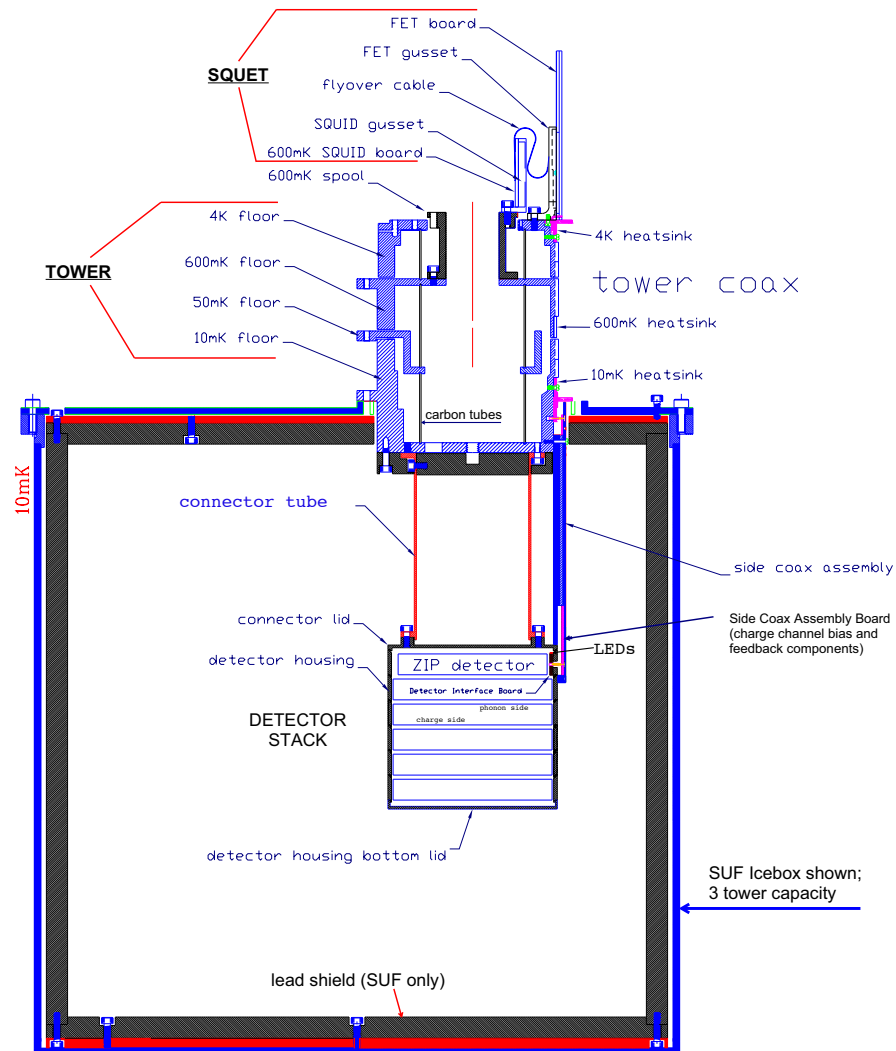 FET board
FET gusset
SQUET
flyover cable
SQUID gusset
600mK SQUID board
600mK spool
4K floor
4K heatsink
600mK floor
TOWER
tower coax
50mK floor
600mK heatsink
10mK floor
10mK heatsink
carbon tubes
10mK
connector tube
side coax assembly
connector lid
Side Coax Assembly Board
(charge channel bias and
feedback components)
LEDs
detector housing
ZIP detector
Detector Interface Board
phonon side
charge side
DETECTOR
STACK
detector housing bottom lid
SUF Icebox shown;
3 tower capacity
lead shield (SUF only)